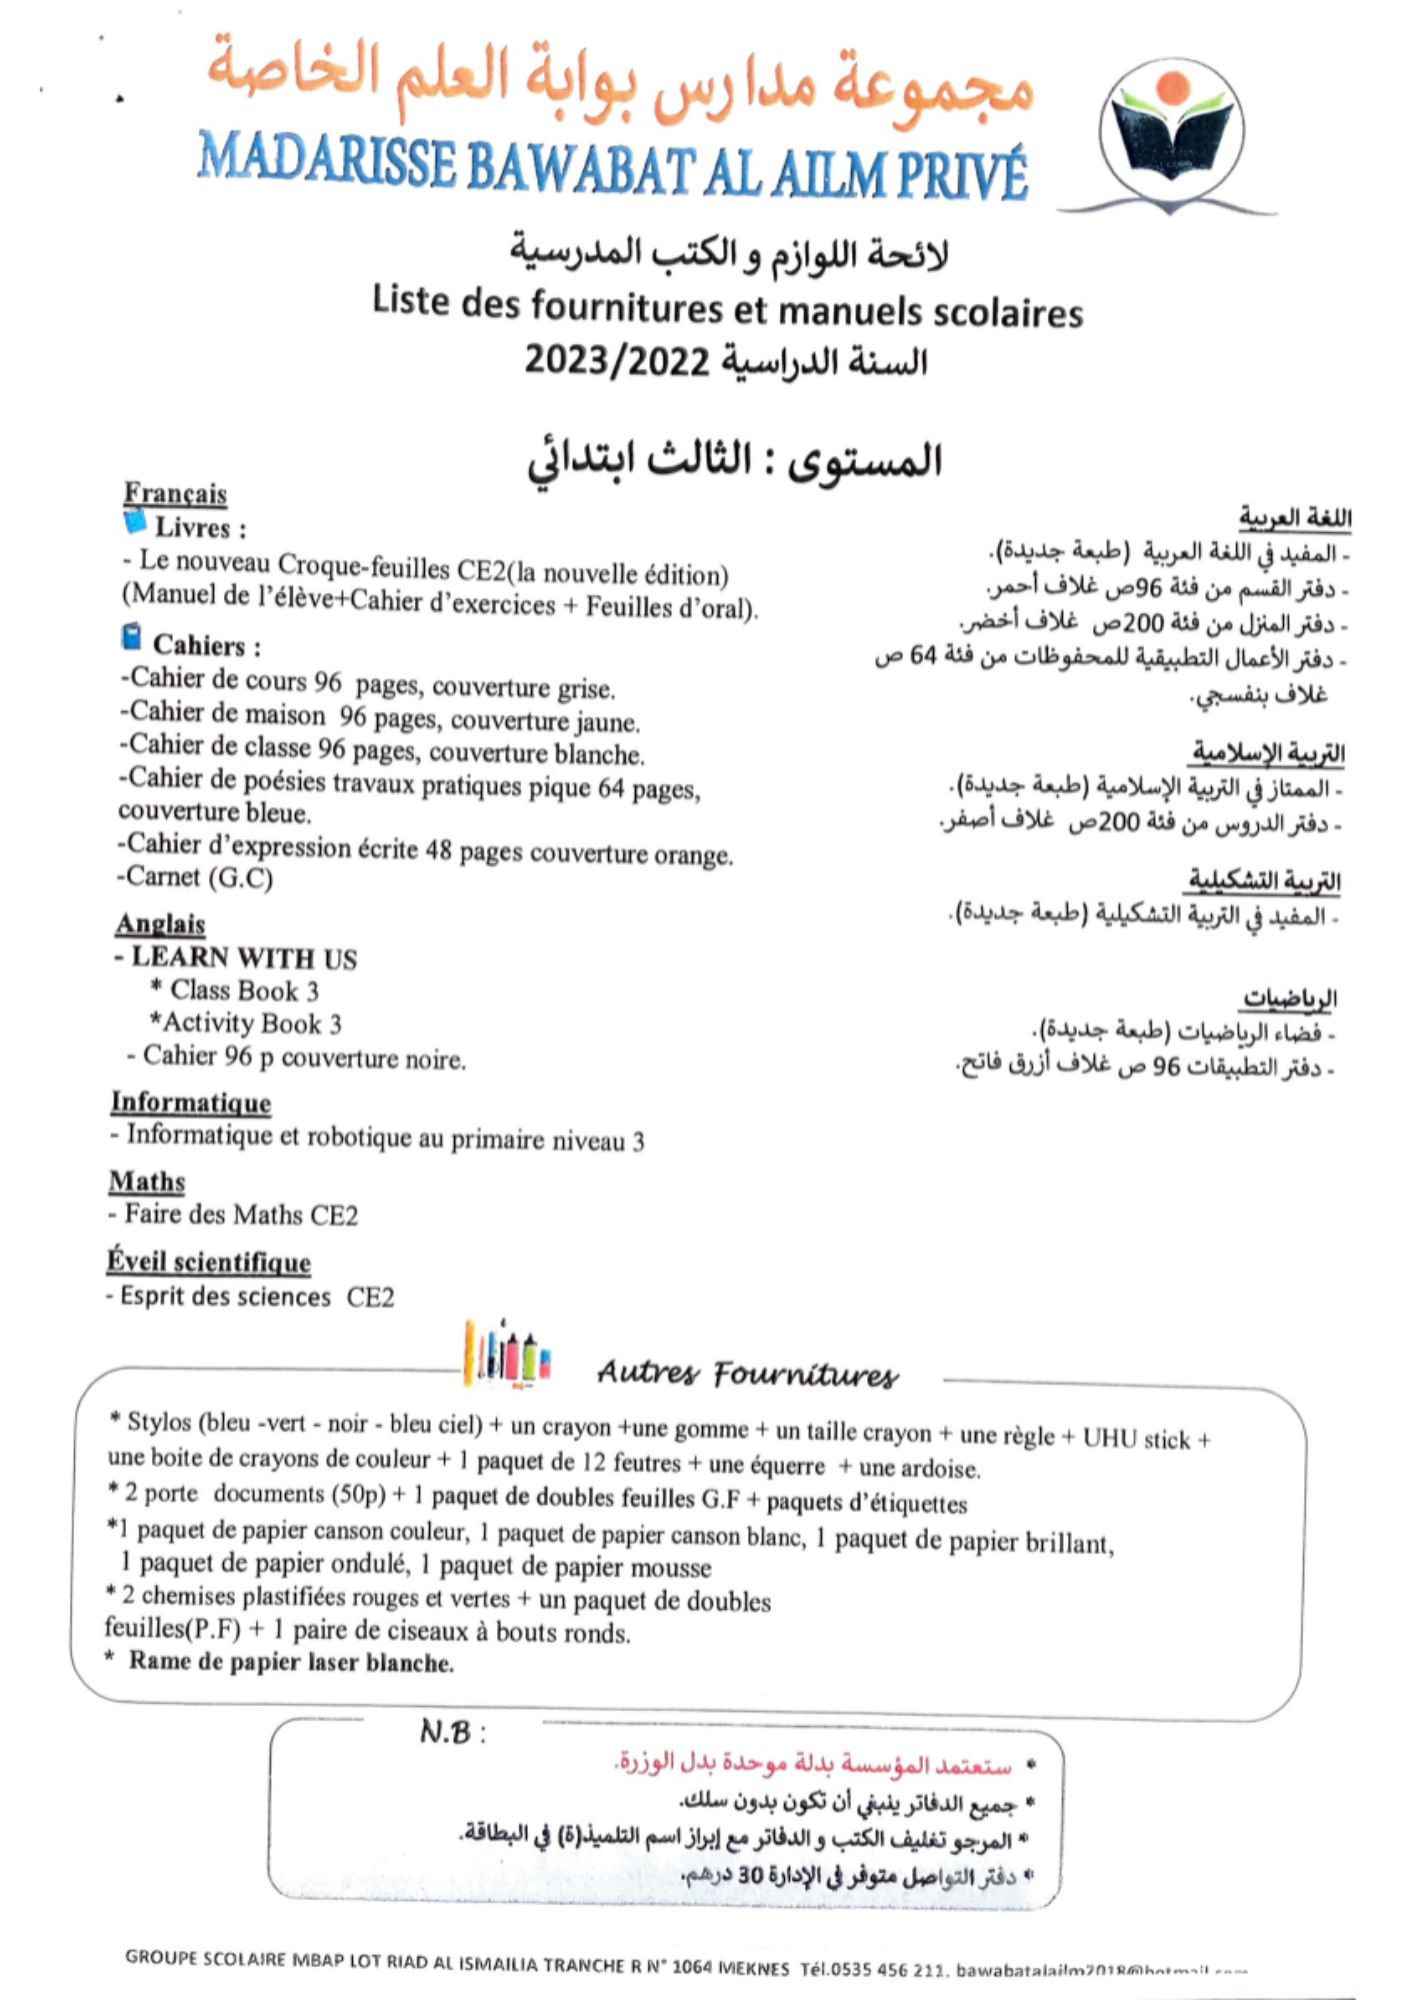 مجموعة مدارس بوابة العلم الخاصة
MADARISSE BAWABAT AL AILM PRIVÉ
لائحة اللوازم و الكتب المدرسية
Liste des fournitures et manuels scolaires
السنة الدراسية 2023/2022
المستوى : الثالث ابتدائي
Français
Livres :
- Le nouveau Croque-feuilles CE2(la nouvelle édition)
(Manuel de l’élève+Cahier d’exercices + Feuilles d’oral).
Cahiers :
-Cahier de cours 96 pages, couverture grise.
-Cahier de maison 96 pages, couverture jaune.
-Cahier de classe 96 pages, couverture blanche.
-Cahier de poésies travaux pratiques pique 64 pages,
couverture bleue.
-Cahier d’expression écrite 48 pages couverture orange.
-Carnet (G.C)
Anglais
- LEARN WITH US
* Class Book 3
*Activity Book 3
- Cahier 96 p couverture noire.
Informatique
- Informatique et robotique au primaire niveau 3
Maths
- Faire des Maths CE2
Éveil scientifique
- Esprit des sciences CE2
اللغة العربية
- المفيد في اللغة العربية (طبعة جديدة).
- دفتر القسم من فئة 96ص غلاف أحمر.
- دفتر المنزل من فئة 200ص غلاف أخضر.
- دفتر الأعمال التطبيقية للمحفوظات من فئة 64 ص
غلاف بنفسجي.
التربية الإسلامية
- الممتاز في التربية الإسلامية (طبعة جديدة).
- دفتر الدروس من فئة 200ص غلاف أصفر.
التربية التشكيلية
- المفيد في التربية التشكيلية (طبعة جديدة).
الرياضيات
- فضاء الرياضيات (طبعة جديدة).
- دفتر التطبيقات 96 ص غلاف أزرق فاتح.
Autres Fournitures
* Stylos (bleu -vert - noir - bleu ciel) + un crayon +une gomme + un taille crayon + une règle + UHU stick +
une boite de crayons de couleur + 1 paquet de 12 feutres + une équerre + une ardoise.
* 2 porte documents (50p) + 1 paquet de doubles feuilles G.F + paquets d’étiquettes
*1 paquet de papier canson couleur, 1 paquet de papier canson blanc, 1 paquet de papier brillant,
1 paquet de papier ondulé, 1 paquet de papier mousse
* 2 chemises plastifiées rouges et vertes + un paquet de doubles
feuilles(P.F) + 1 paire de ciseaux à bouts ronds.
* Rame de papier laser blanche.
N.B :
* ستعتمد المؤسسة بدلة موحدة بدل الوزرة.
* جميع الدفاتر ينبغي أن تكون بدون سلك.
* المرجو تغليف الكتب و الدفاتر مع إبراز اسم التلميذ(ة) في البطاقة.
* دفتر التواصل متوفر في الإدارة 30 درهم.
GROUPE SCOLAIRE MBAP LOT RIAD AL ISMAILIA TRANCHE R N° 1064 MEKNES Tél.0535 456 211. bawabatalailm2018@hotmail.com